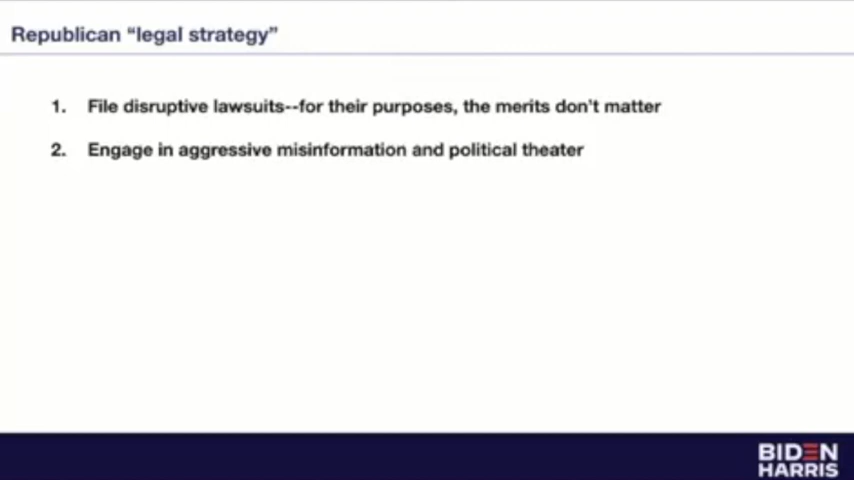 Republican “legal strategy”
1. File disruptive lawsuits--for their purposes, the merits don’t matter
2. Engage in aggressive misinformation and political theater
BIDEN
HARRIS